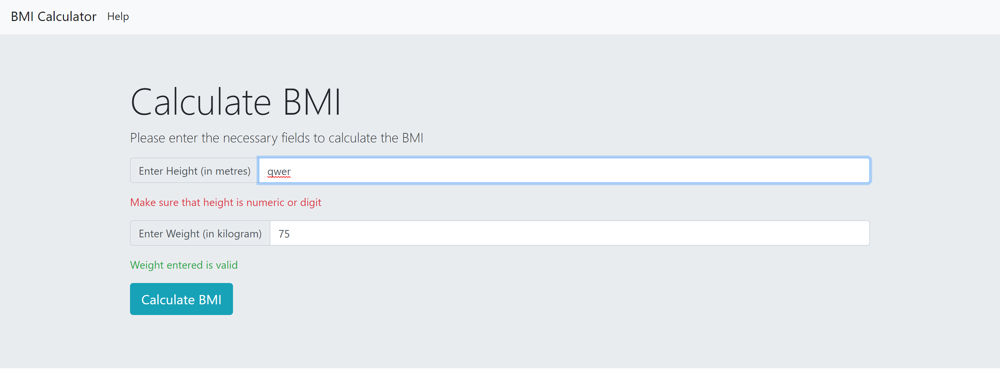 BMI Calculator Help
Calculate BMI
Please enter the necessary fields to calculate the BMI
Enter Height (in metres) qwer
Make sure that height is numeric or digit
Enter Weight (in kilogram) 75
Weight entered is valid
Calculate BMI